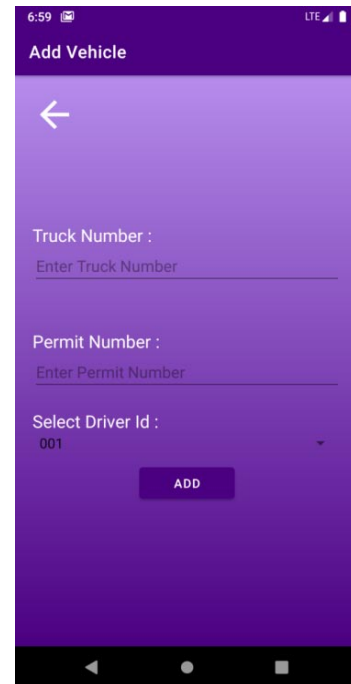 6:59 LTE
Add Vehicle
Truck Number :
Enter Truck Number
Permit Number :
Enter Permit Number
Select Driver Id :
001
ADD